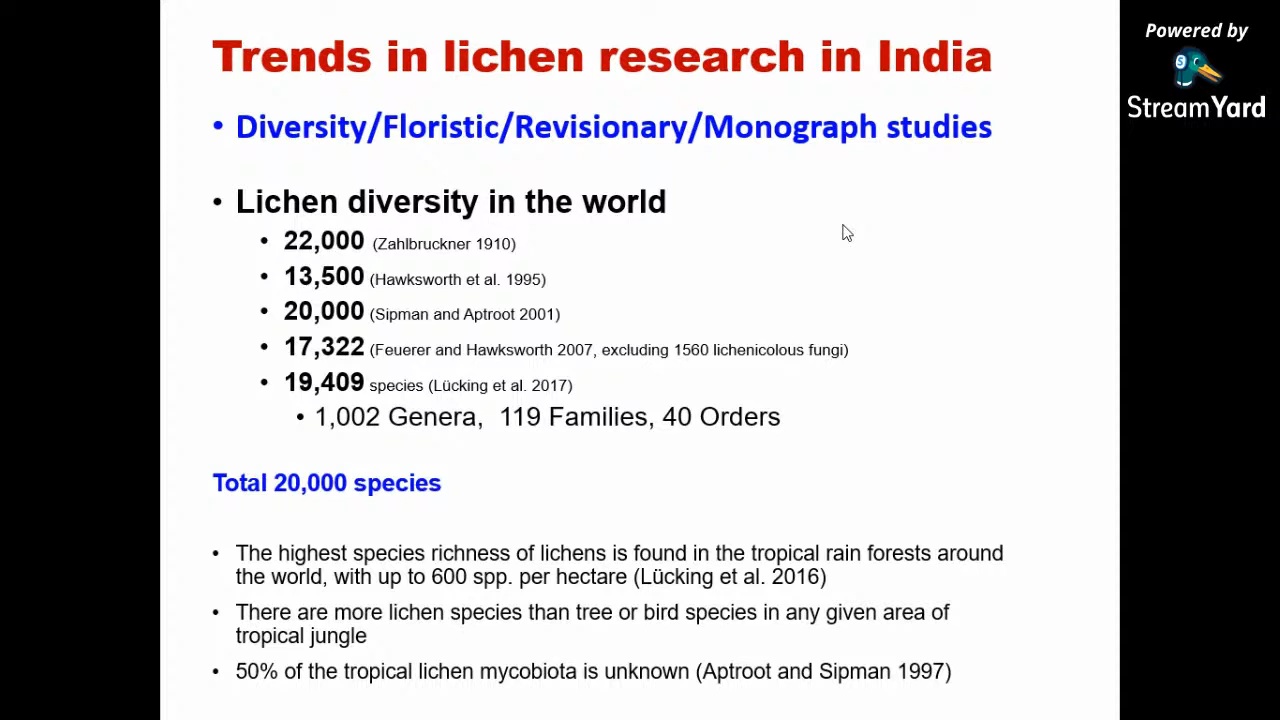 Trends in lichen research in India
• Diversity/Floristic/Revisionary/Monograph studies
• Lichen diversity in the world
• 22,000 (Zahlbruckner 1910)
• 13,500 (Hawksworth et al. 1995)
• 20,000 (Sipman and Aptroot 2001)
• 17,322 (Feuerer and Hawksworth 2007, excluding 1560 lichenicolous fungi)
• 19,409 species (Lücking et al. 2017)
• 1,002 Genera, 119 Families, 40 Orders
Total 20,000 species
• The highest species richness of lichens is found in the tropical rain forests around
the world, with up to 600 spp. per hectare (Lücking et al. 2016)
• There are more lichen species than tree or bird species in any given area of
tropical jungle
• 50% of the tropical lichen mycobiota is unknown (Aptroot and Sipman 1997)
Powered by
StreamYard